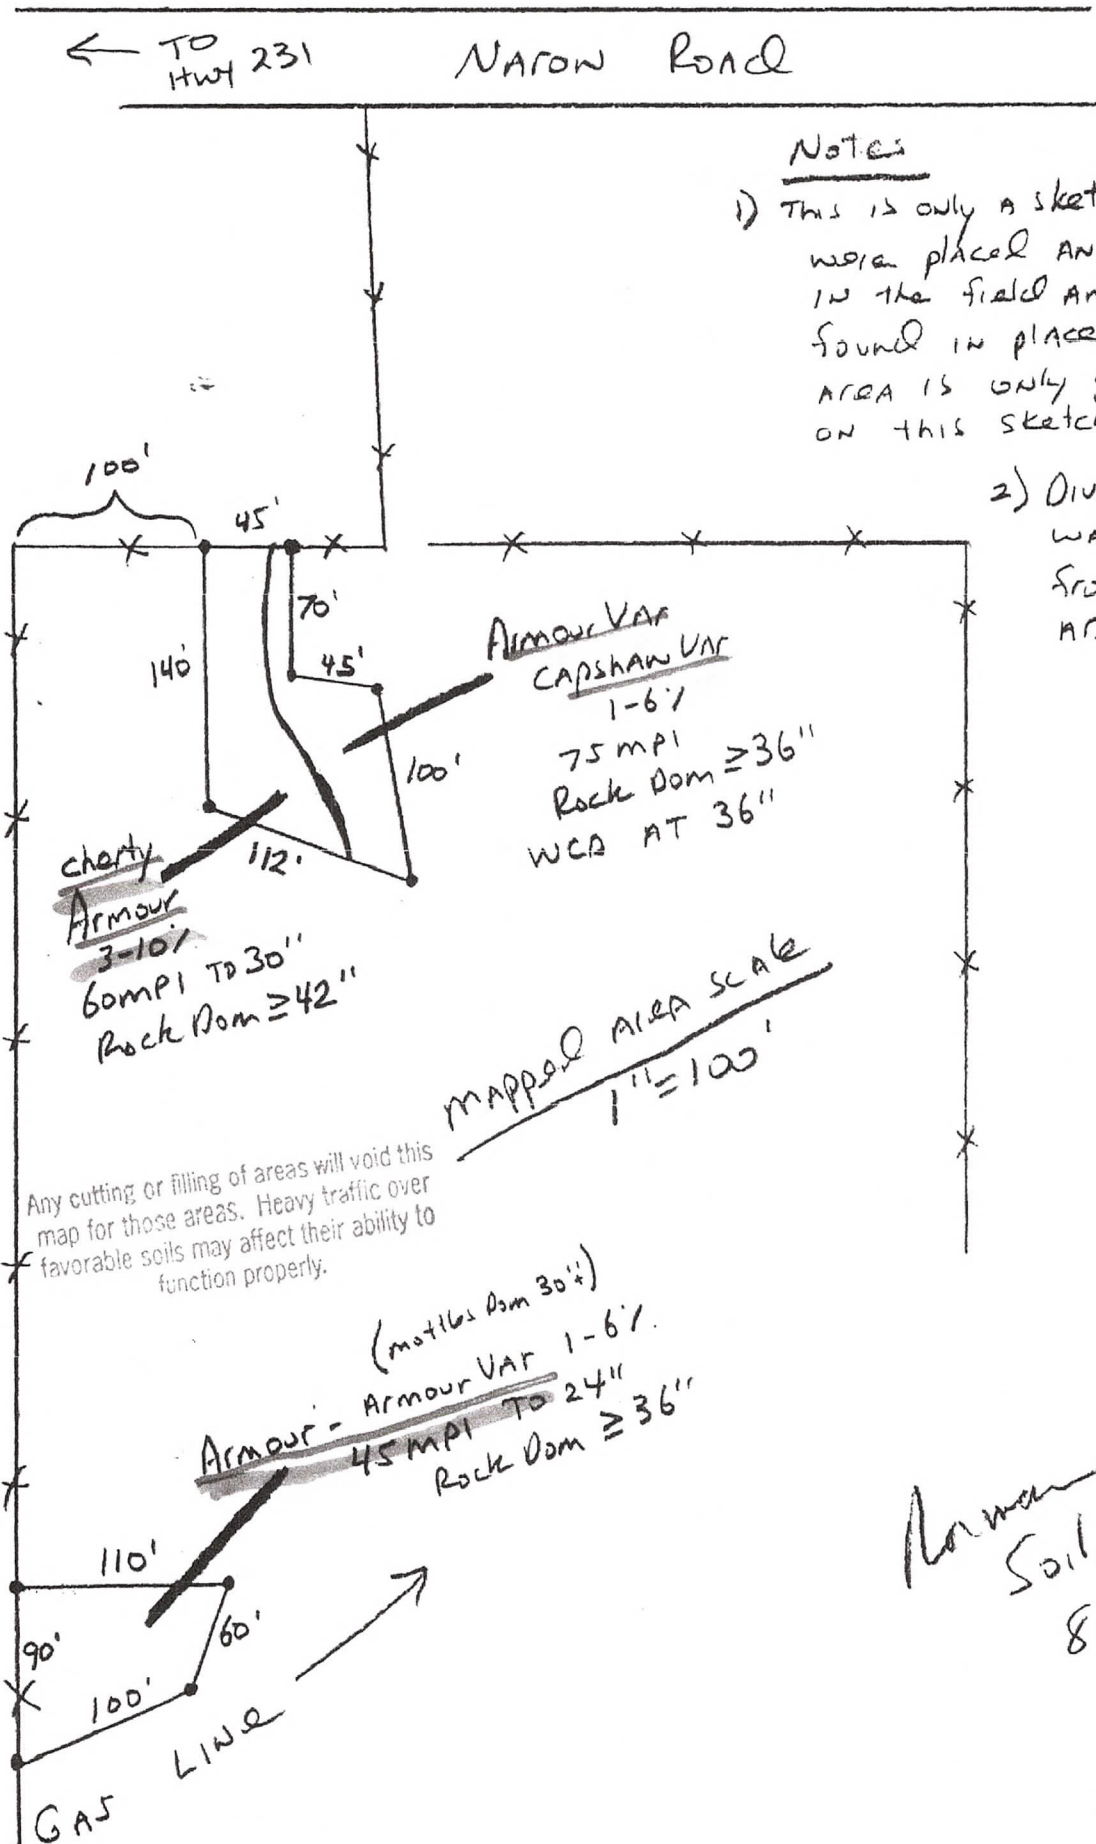 ← TO
HWY 231
NARON ROAD
Notes
1) This is only A sket
were placed AN
IN the field AN
found IN place
AREA IS ONLY
ON this sketc
2) DIV
WA
fro
AR
100'
45'
70'
140'
45'
100'
112'
Armour VAR
CAPSHAW VAR
1-6%
75 MPI
Rock Dom ≥36"
WCD AT 36"
cherty
Armour
3-10%
60MPI TO 30"
Rock Dom ≥42"
MAPPED AREA SCALE
1"=100'
Any cutting or filling of areas will void this
map for those areas. Heavy traffic over
favorable soils may affect their ability to
function properly.
(mottles Dom 30"+)
Armour - Armour VAR 1-6%
45 MPI TO 24"
Rock Dom ≥36"
110'
90'
60'
100'
GAS LINE
Soil
8